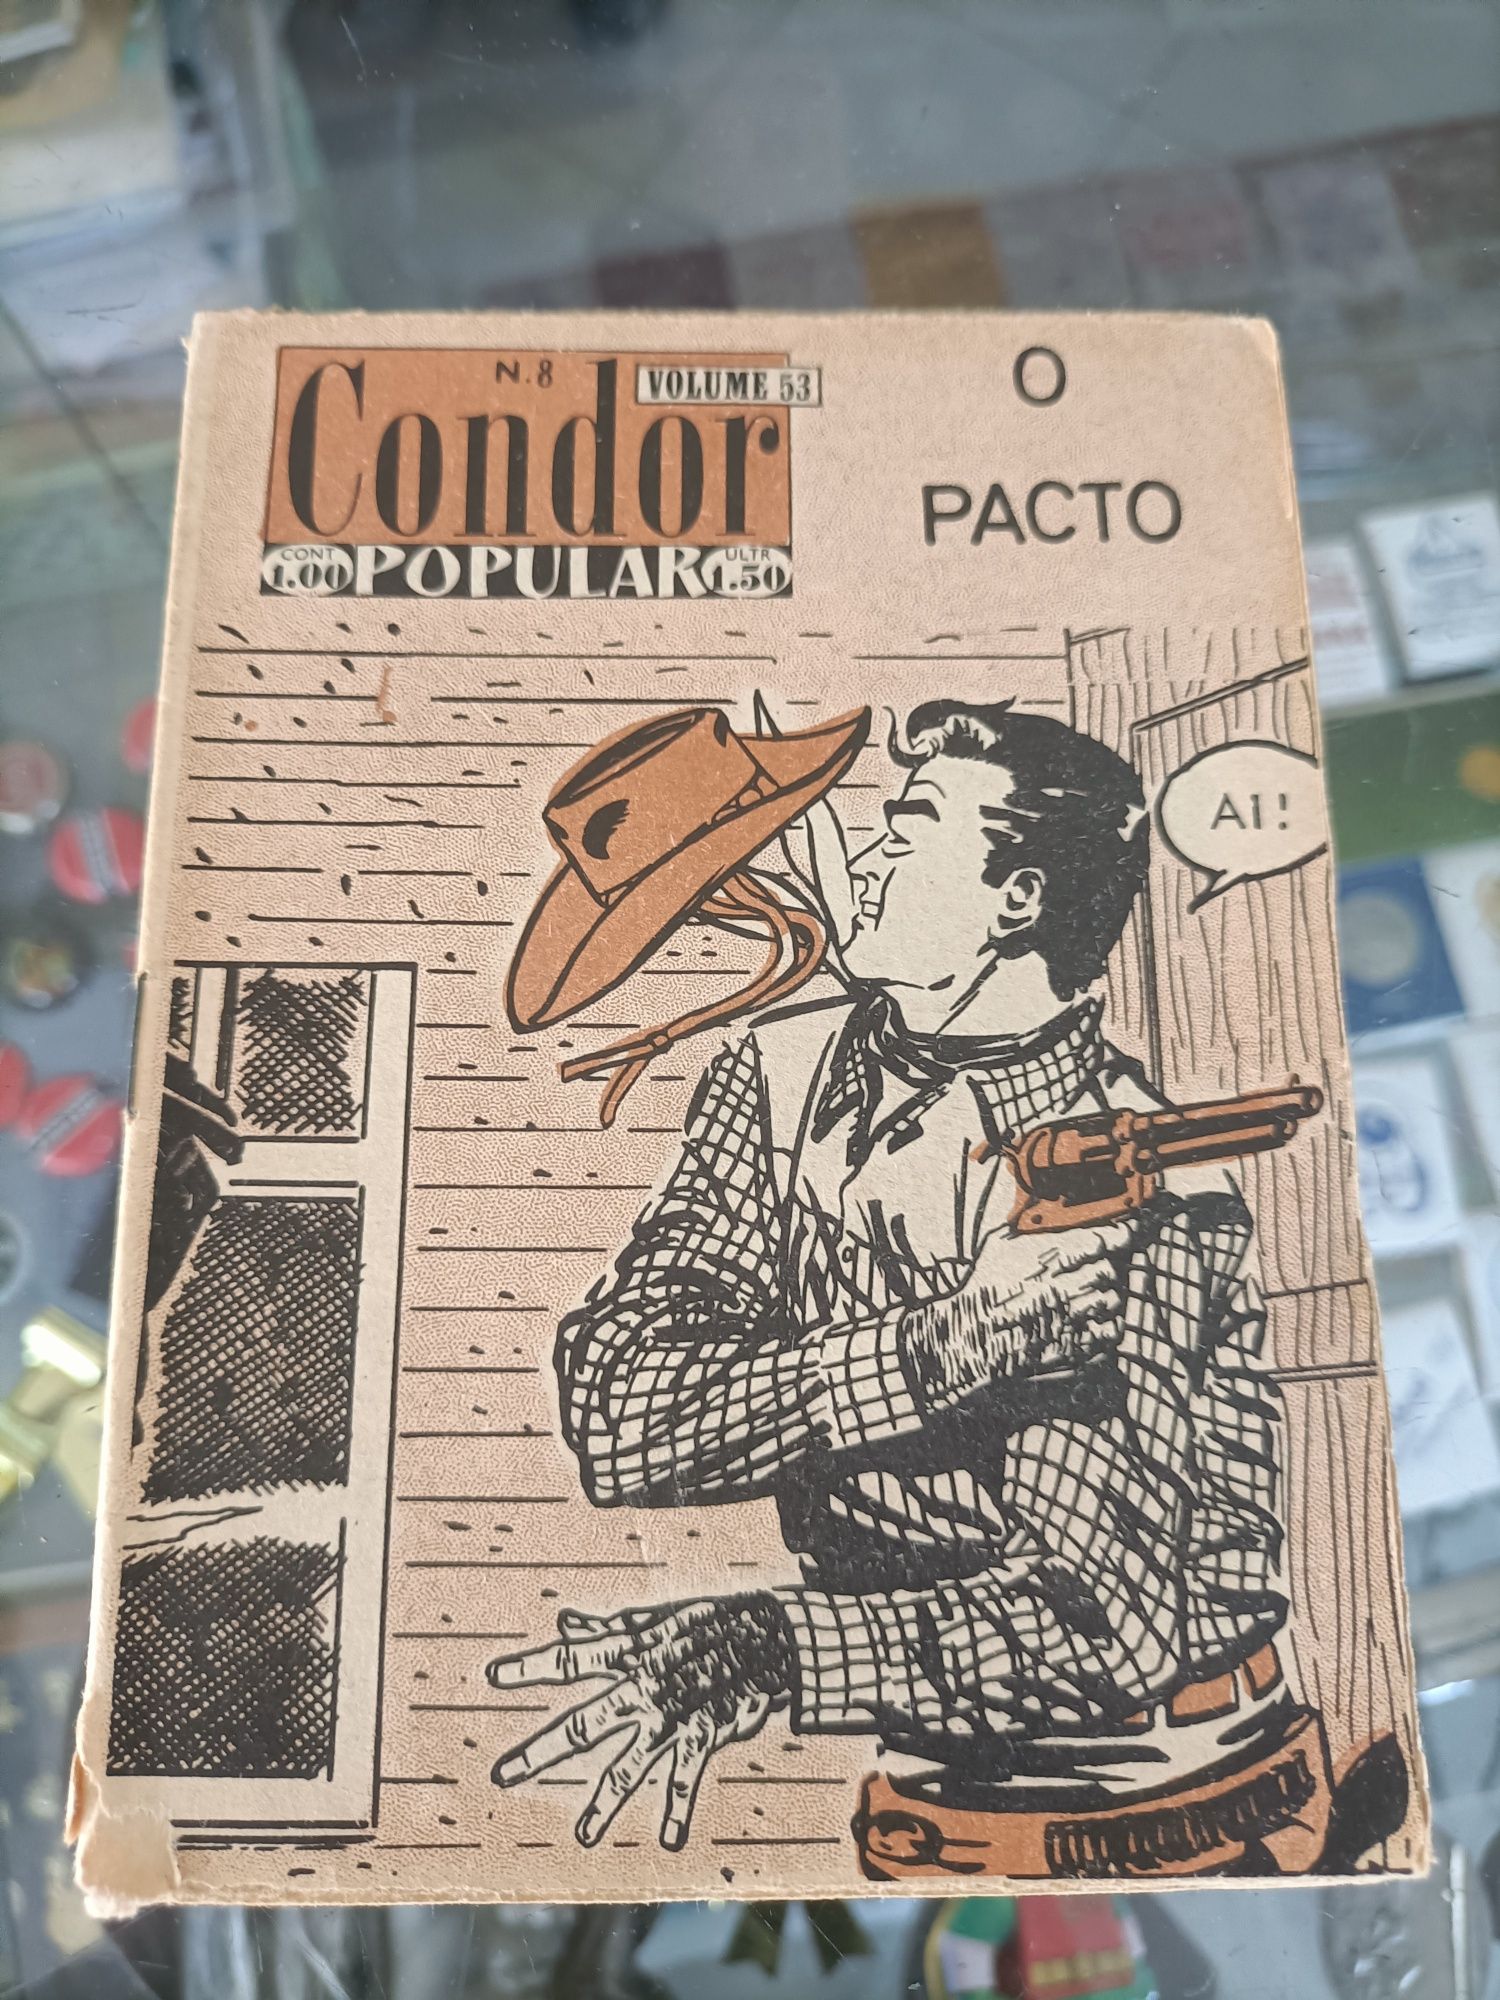 N.8
VOLUME 53
Condor
CONT
1.00
POPULAR
ULTR
1.50
O
PACTO
AI!